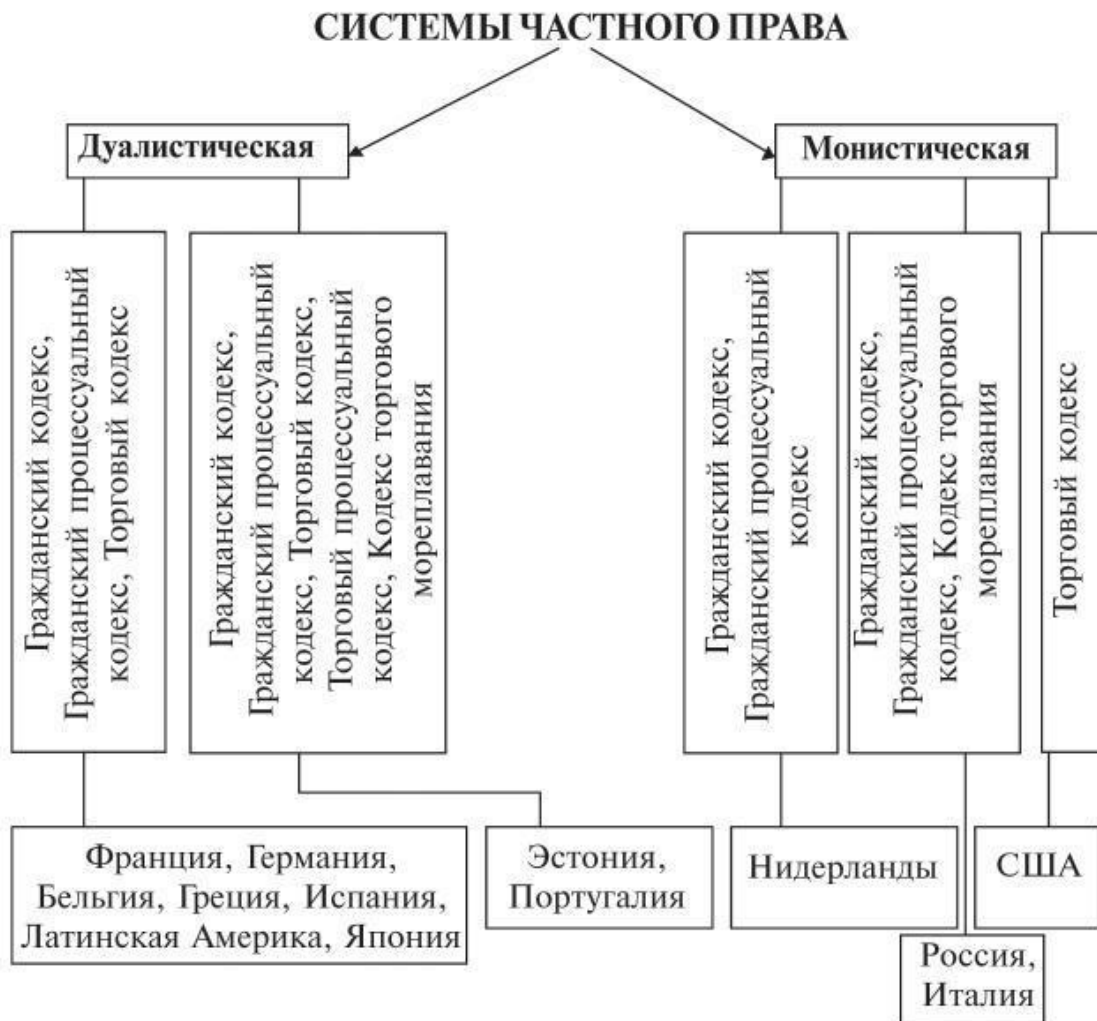 СИСТЕМЫ ЧАСТНОГО ПРАВА
Дуалистическая
Монистическая
Гражданский кодекс,
Гражданский процессуальный
кодекс, Торговый кодекс
Гражданский кодекс,
Гражданский процессуальный
кодекс, Торговый кодекс,
Торговый процессуальный
кодекс, Кодекс торгового
мореплавания
Гражданский кодекс,
Гражданский процессуальный
кодекс
Гражданский кодекс,
Гражданский процессуальный
кодекс, Кодекс торгового
мореплавания
Торговый кодекс
Франция, Германия,
Бельгия, Греция, Испания,
Латинская Америка, Япония
Эстония,
Португалия
Нидерланды
США
Россия,
Италия